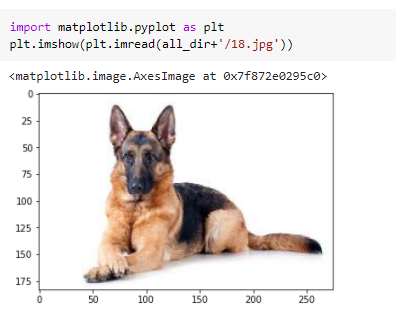 import matplotlib.pyplot as plt
plt.imshow(plt.imread(all_dir+'/18.jpg'))
<matplotlib.image.AxesImage at 0x7f872e0295c0>
0
25
50
75
100
125
150
175
0 50 100 150 200 250